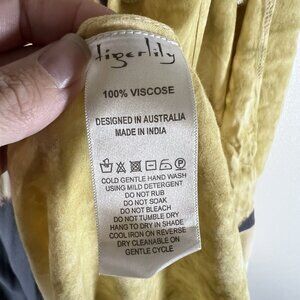 tigerlily
100% VISCOSE
DESIGNED IN AUSTRALIA
MADE IN INDIA
COLD GENTLE HAND WASH
USING MILD DETERGENT
DO NOT RUB
DO NOT SOAK
DO NOT BLEACH
DO NOT TUMBLE DRY
HANG TO DRY IN SHADE
COOL IRON ON REVERSE
DRY CLEANABLE ON
GENTLE CYCLE